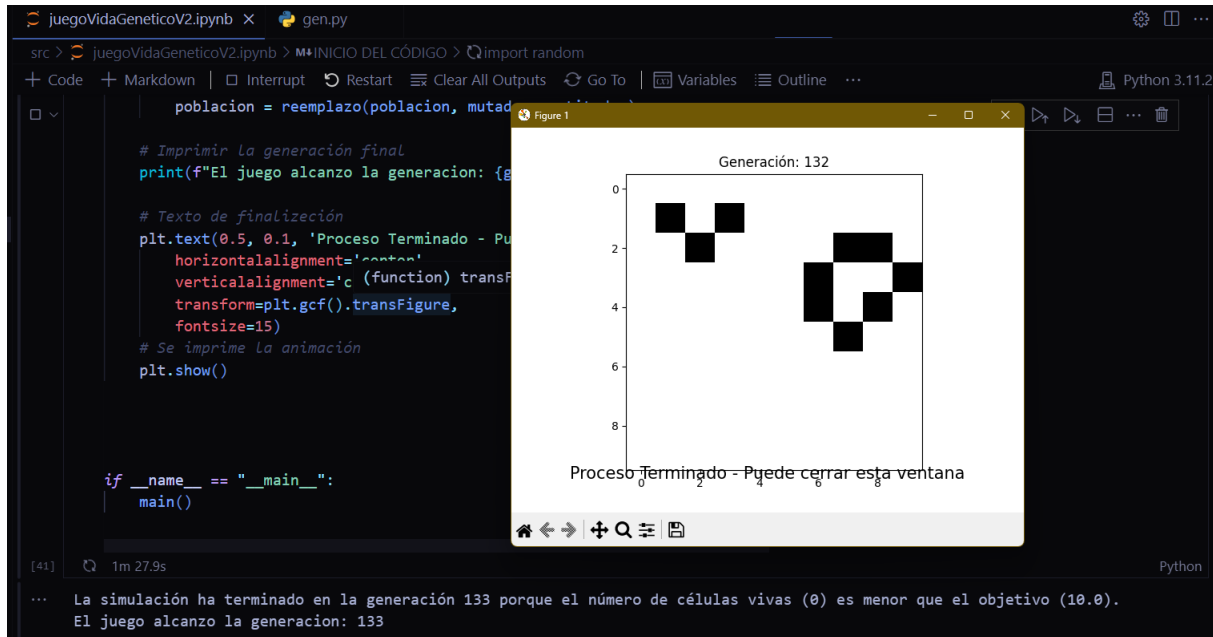 juegoVidaGeneticoV2.ipynb
gen.py
src > juegoVidaGeneticoV2.ipynb > M↓INICIO DEL CÓDIGO > import random
+ Code + Markdown | Interrupt Restart Clear All Outputs Go To | Variables Outline ... Python 3.11.2
poblacion = reemplazo(poblacion, mutad
# Imprimir la generación final
print(f"El juego alcanzo la generacion: {g
# Texto de finalizeción
plt.text(0.5, 0.1, 'Proceso Terminado - Pu
horizontalalignment='center'
verticalalignment='c
(function) transF
transform=plt.gcf().transFigure,
fontsize=15)
# Se imprime la animación
plt.show()
if __name__ == "__main__":
main()
Figure 1
Generación: 132
0
2
4
6
8
Proceso Terminado - Puede cerrar esta ventana
0 2 4 6 8
[41] 1m 27.9s Python
... La simulación ha terminado en la generación 133 porque el número de células vivas (0) es menor que el objetivo (10.0).
El juego alcanzo la generacion: 133